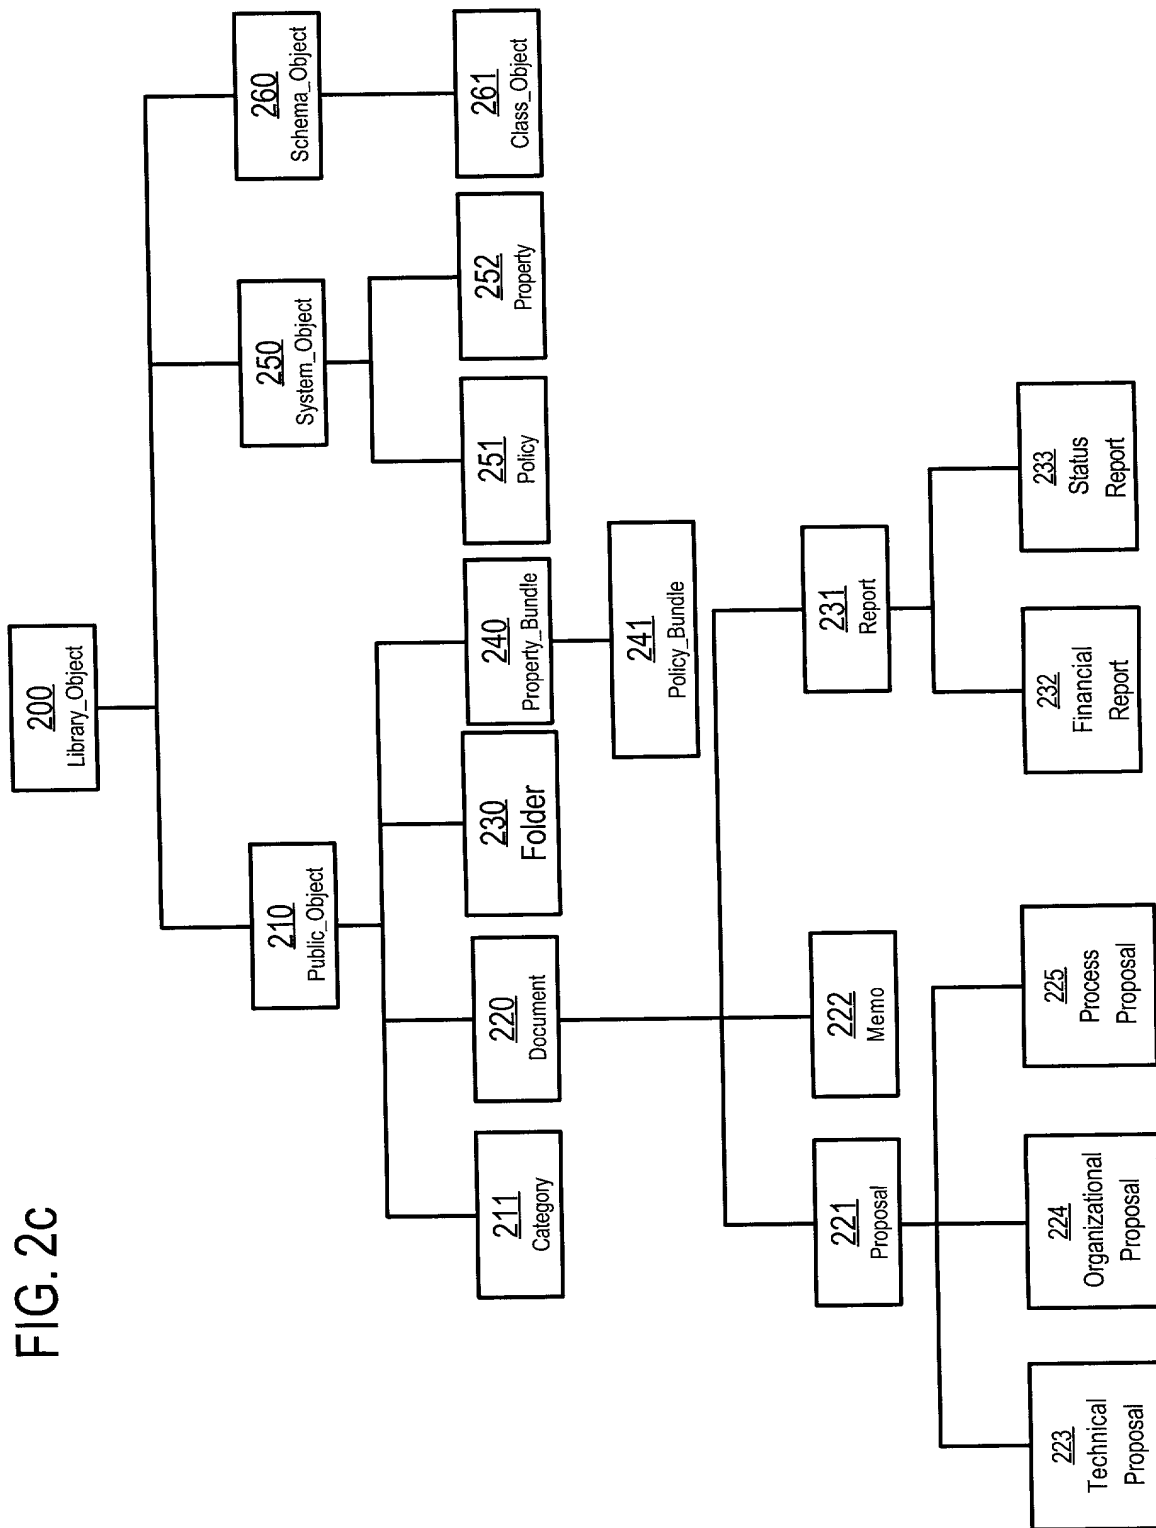 FIG. 2c
200
Library_Object
210
Public_Object
250
System_Object
260
Schema_Object
211
Category
220
Document
230
Folder
240
Property_Bundle
251
Policy
252
Property
261
Class_Object
241
Policy_Bundle
221
Proposal
222
Memo
231
Report
223
Technical
Proposal
224
Organizational
Proposal
225
Process
Proposal
232
Financial
Report
233
Status
Report